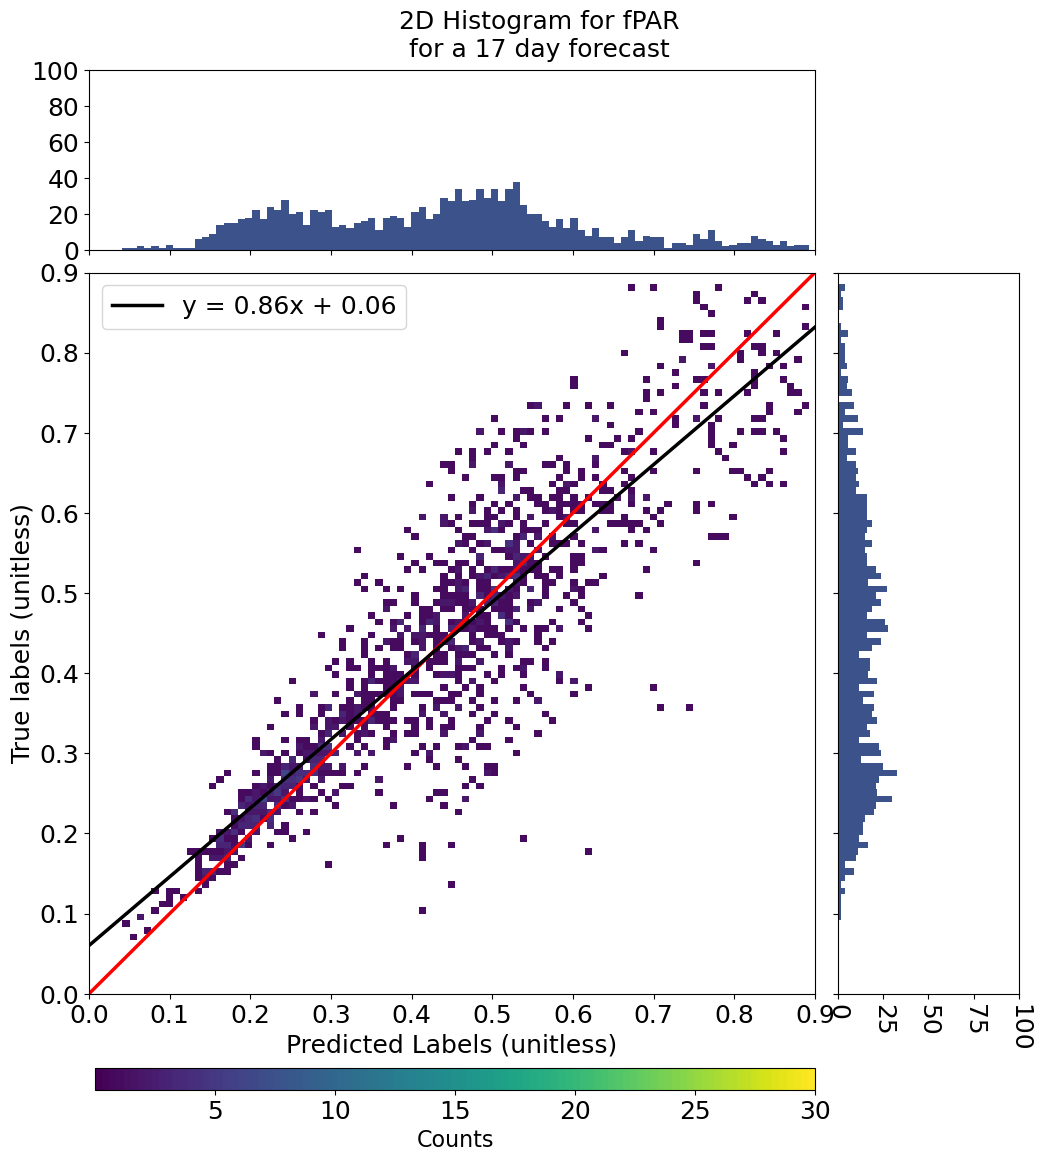 2D Histogram for fPAR
for a 17 day forecast
100
80
60
40
20
0
0.9
0.8
0.7
0.6
0.5
0.4
0.3
0.2
0.1
0.0
y = 0.86x + 0.06
True labels (unitless)
0.0 0.1 0.2 0.3 0.4 0.5 0.6 0.7 0.8 0.9
Predicted Labels (unitless)
0 25 50 75 100
5 10 15 20 25 30
Counts